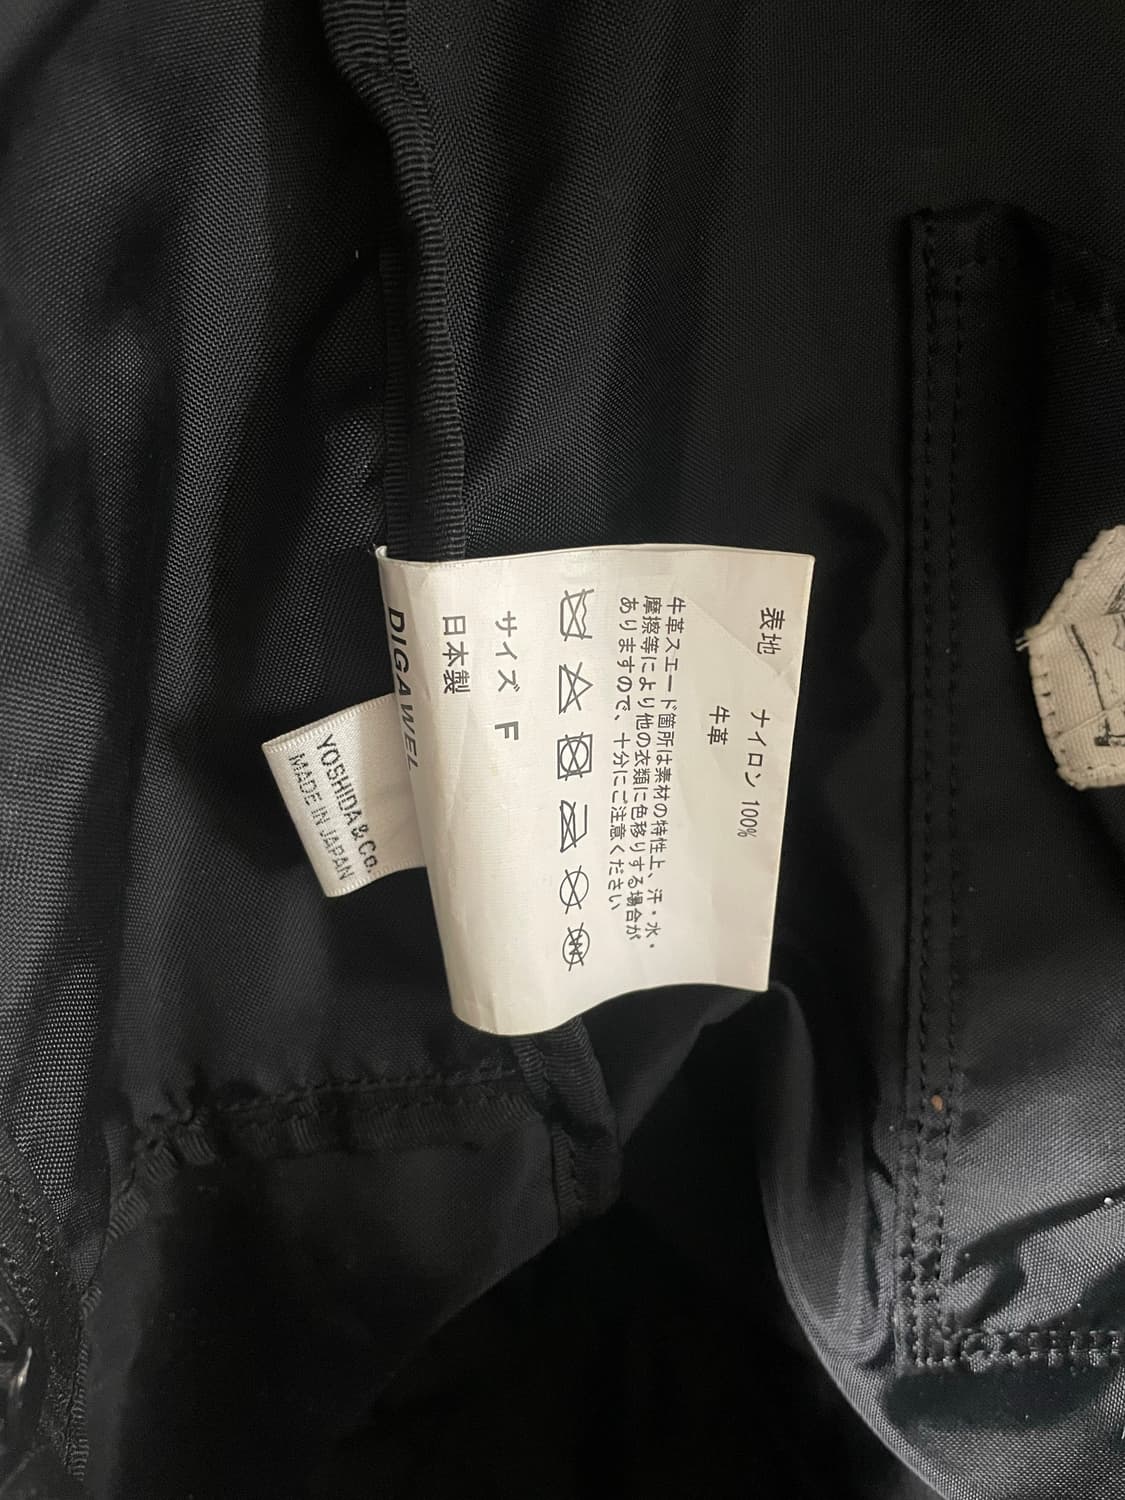 表地 ナイロン 100%
牛革
牛革スエード箇所は素材の特性上、汗・水・
摩擦等により他の衣類に色移りする場合が
ありますので、十分にご注意ください
サイズ F
日本製
DIGAWEL
YOSHIDA & Co.
MADE IN JAPAN